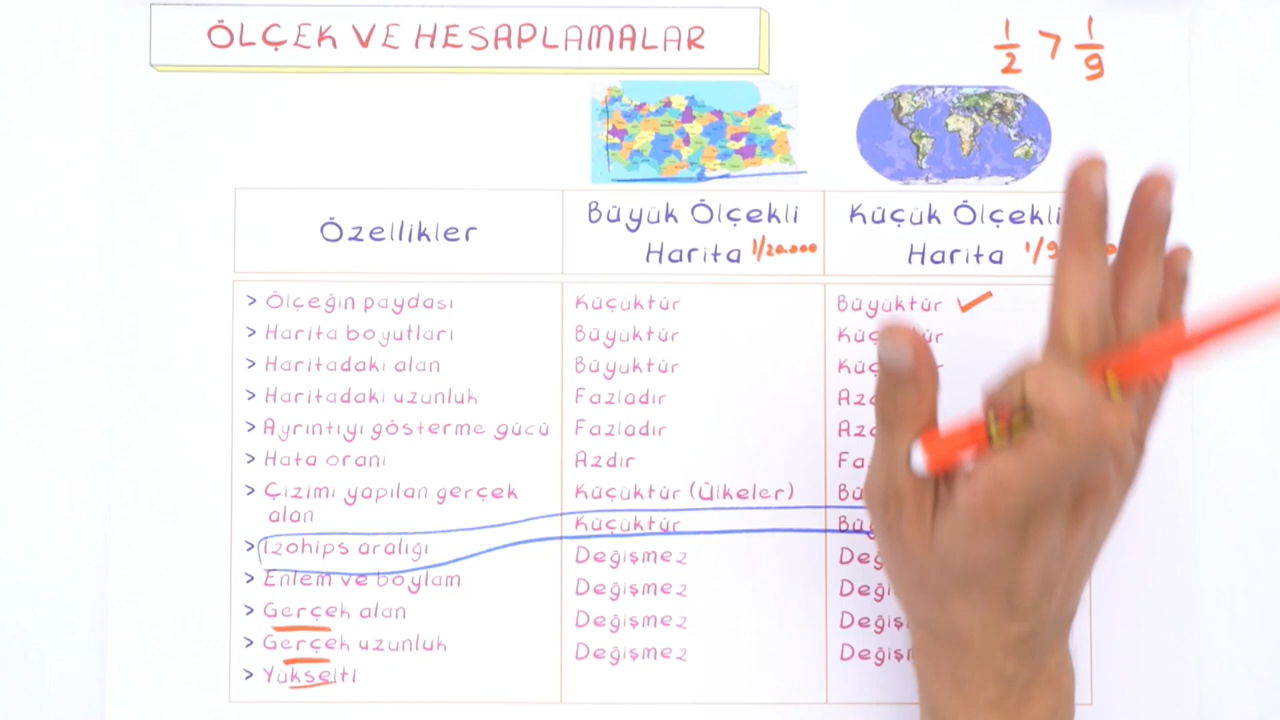 ÖLÇEK VE HESAPLAMALAR
1/2 > 1/9
Özellikler
Büyük Ölçekli
Harita 1/20.000
Küçük Ölçekli
Harita
> Ölçeğin paydası Küçüktür Büyüktür
> Harita boyutları Büyüktür
> Haritadaki alan Büyüktür
> Haritadaki uzunluk Fazladır
> Ayrıntıyı gösterme gücü Fazladır
> Hata oranı Azdır
> Çizimi yapılan gerçek Küçüktür (Ülkeler)
alan Küçüktür
> İzohips aralığı Değişmez
> Enlem ve boylam Değişmez
> Gerçek alan Değişmez
> Gerçek uzunluk Değişmez
> Yükselti